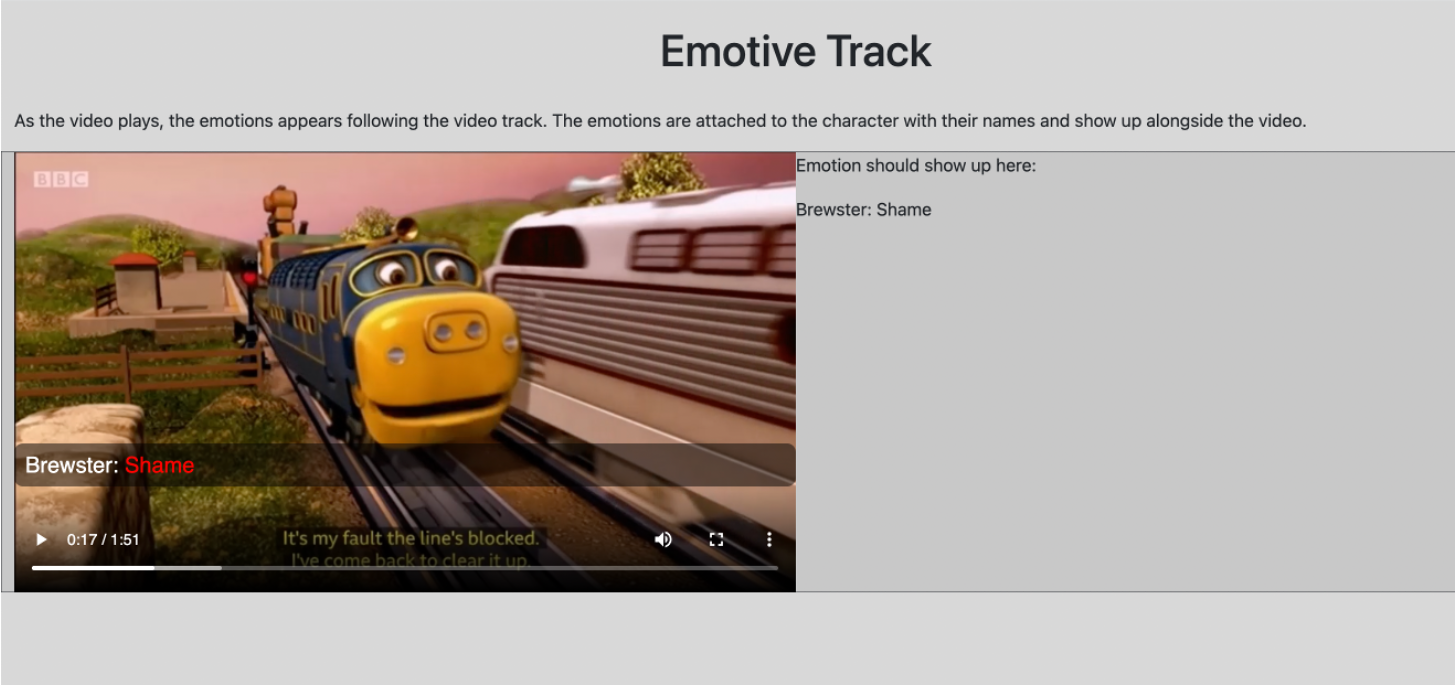 Emotive Track
As the video plays, the emotions appears following the video track. The emotions are attached to the character with their names and show up alongside the video.
BBC
Emotion should show up here:
Brewster: Shame
Brewster: Shame
It's my fault the line's blocked.
I've come back to clear it up.
0:17 / 1:51